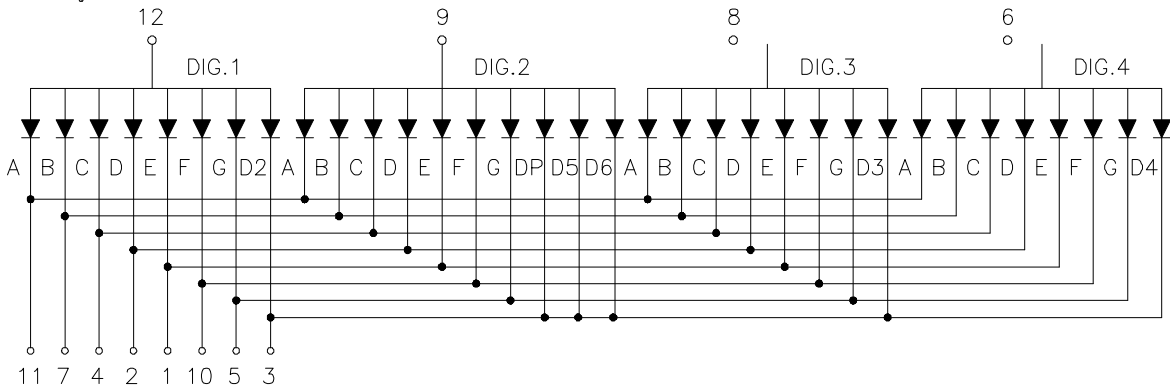 12 9 8 6
DIG.1 DIG.2 DIG.3 DIG.4
A B C D E F G D2 A B C D E F G DP D5 D6 A B C D E F G D3 A B C D E F G D4
11 7 4 2 1 10 5 3